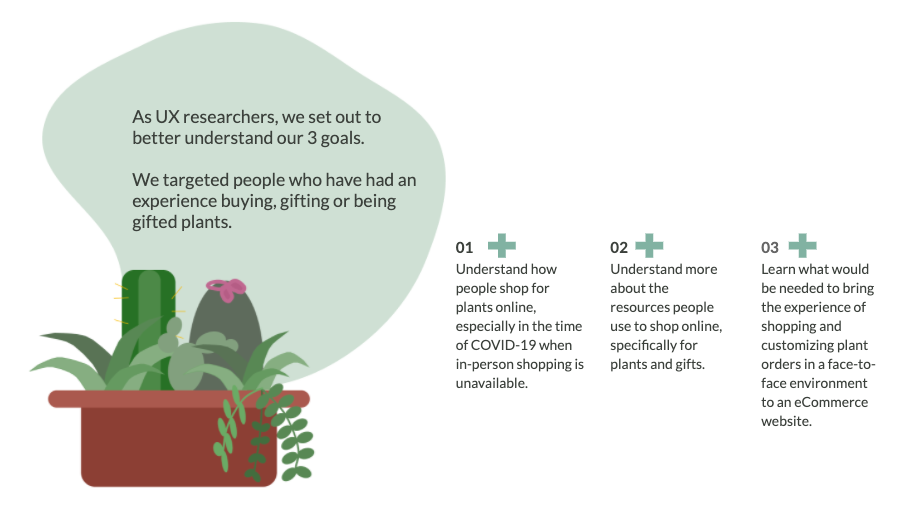 As UX researchers, we set out to
better understand our 3 goals.
We targeted people who have had an
experience buying, gifting or being
gifted plants.
01
Understand how
people shop for
plants online,
especially in the time
of COVID-19 when
in-person shopping is
unavailable.
02
Understand more
about the
resources people
use to shop online,
specifically for
plants and gifts.
03
Learn what would
be needed to bring
the experience of
shopping and
customizing plant
orders in a face-to-
face environment
to an eCommerce
website.